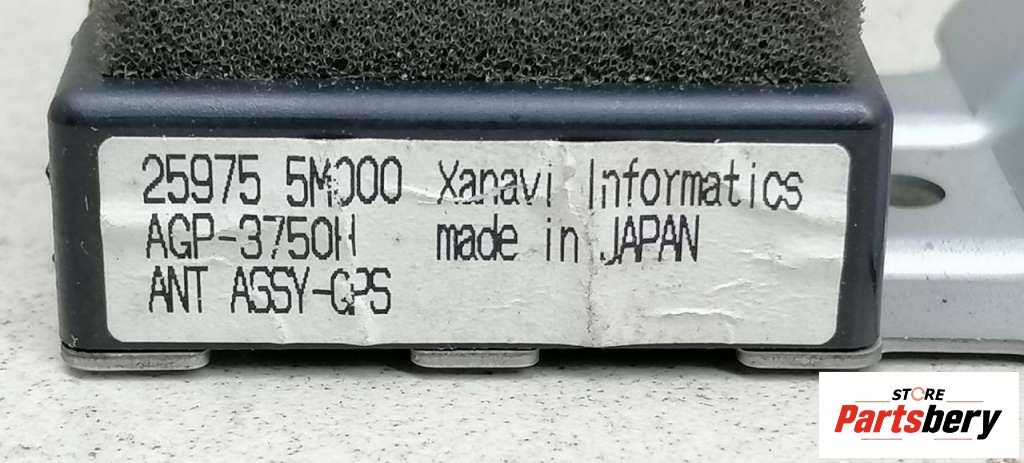 25975 5M000 Xanavi Informatics
AGP-3750H made in JAPAN
ANT ASSY-GPS
STORE
Partsbery